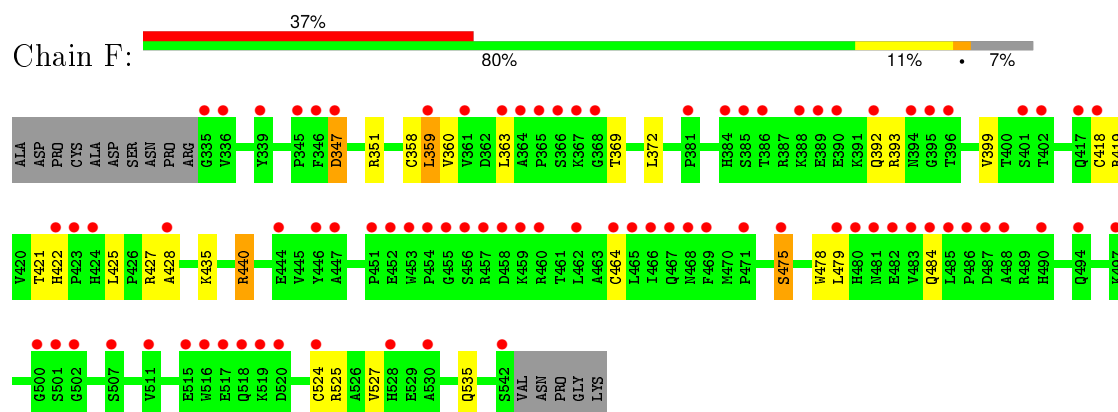 37%
Chain F:
80% 11% • 7%
ALA ASP PRO CYS ALA ASP SER ASN PRO ARG G335 V336 Y339 P345 F346 D347 R351 C358 L359 V360 V361 D362 L363 A364 P365 S366 K367 G368 T369 L372 P381 H384 S385 T386 R387 K388 E389 E390 K391 Q392 R393 N394 G395 T396 V399 T400 S401 T402 Q417 C418 R419
V420 T421 H422 P423 H424 L425 P426 R427 A428 K435 R440 E444 V445 Y446 A447 P451 E452 W453 P454 G455 S456 R457 D458 K459 R460 T461 L462 A463 C464 L465 I466 Q467 N468 F469 M470 P471 S475 W478 L479 H480 N481 E482 V483 Q484 L485 P486 D487 A488 R489 H490 Q494 K497
G500 S501 G502 S507 V511 E515 W516 E517 Q518 K519 D520 C524 R525 A526 V527 H528 E529 A530 Q535 S542 VAL ASN PRO GLY LYS